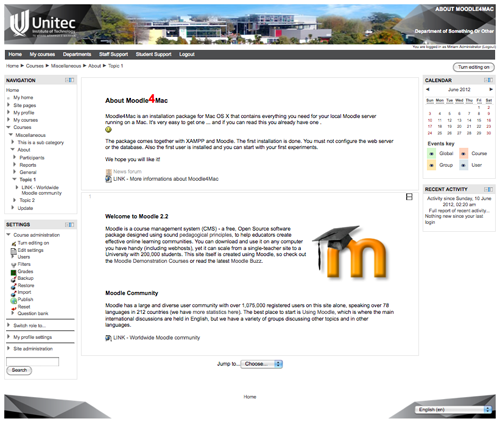 Unitec
Institute of Technology
ABOUT MOODLE4MAC
Department of Something Or Other
You are logged in as
(Logout)
Home My courses Departments Staff Support Student Support Logout
Home ▶ Courses ▶ Miscellaneous ▶ About ▶ Topic 1
Turn editing on
NAVIGATION
Home
My home
Site pages
My profile
My courses
Courses
Miscellaneous
This is a sub category
About
Participants
Reports
General
Topic 1
LINK - Worldwide
Moodle community
Topic 2
Update
SETTINGS
Course administration
Turn editing on
Edit settings
Users
Filters
Grades
Backup
Restore
Import
Publish
Reset
Question bank
Switch role to...
My profile settings
Site administration
Search
About Moodle4Mac
Moodle4Mac is an installation package for Mac OS X that contains everything you need for your local Moodle server
running on a Mac. It's very easy to get one ... and if you can read this you already have one .
The package comes together with XAMPP and Moodle. The first installation is done. You must not configure the web server
or the database. Also the first user is installed and you can start with your first experiments.
We hope you will like it!
News forum
LINK - More informations about Moodle4Mac
1
Welcome to Moodle 2.2
Moodle is a course management system (CMS) - a free, Open Source software
package designed using sound pedagogical principles, to help educators create
effective online learning communities. You can download and use it on any computer
you have handy (including webhosts), yet it can scale from a single-teacher site to a
University with 200,000 students. This site itself is created using Moodle, so check out
the Moodle Demonstration Courses or read the latest Moodle Buzz.
m
Moodle Community
Moodle has a large and diverse user community with over 1,075,000 registered users on this site alone, speaking over 78
languages in 212 countries (we have more statistics here). The best place to start is Using Moodle, which is where the main
international discussions are held in English, but we have a variety of groups discussing other topics and in other
languages.
LINK - Worldwide Moodle community
Jump to... Choose...
CALENDAR
◀ June 2012 ▶
Sun Mon Tue Wed Thu Fri Sat
1 2
3 4 5 6 7 8 9
10 11 12 13 14 15 16
17 18 19 20 21 22 23
24 25 26 27 28 29 30
Events key
Global Course
Group User
RECENT ACTIVITY
Activity since Sunday, 10 June
2012, 02:20 am
Full report of recent activity...
Nothing new since your last
login
Home
English (en)